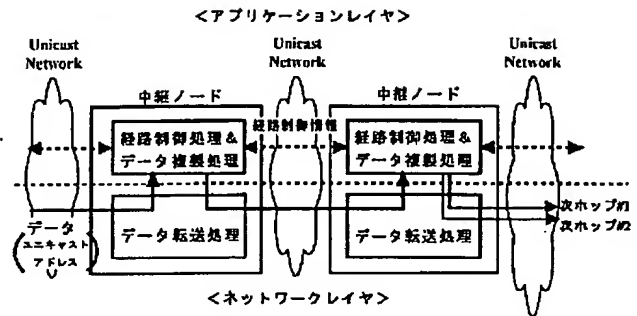 ＜アプリケーションレイヤ＞
Unicast
Network
Unicast
Network
Unicast
Network
中継ノード
中継ノード
経路制御処理&
データ複製処理
経路制御情報
経路制御処理&
データ複製処理
データ
(ユニキャスト
アドレス)
データ転送処理
データ転送処理
次ホップ#1
次ホップ#2
＜ネットワークレイヤ＞